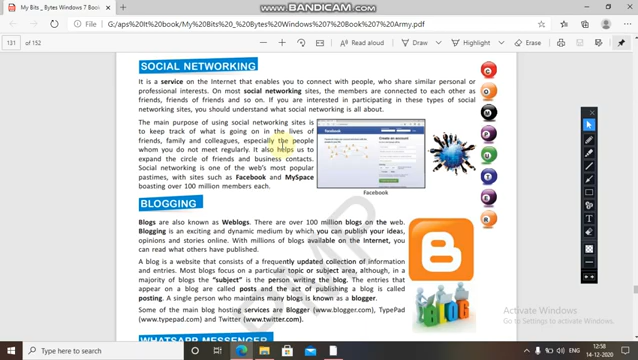 www.BANDICAM.com
My Bits _ Bytes Windows 7 Book
G:/aps%20It%20book/My%20Bits%20_%20Bytes%20Windows%207%20Book%207%20Army.pdf
131 of 152
Read aloud
Draw
Highlight
Erase
SOCIAL NETWORKING
It is a service on the Internet that enables you to connect with people, who share similar personal or
professional interests. On most social networking sites, the members are connected to each other as
friends, friends of friends and so on. If you are interested in participating in these types of social
networking sites, you should understand what social networking is all about.
The main purpose of using social networking sites is
to keep track of what is going on in the lives of
friends, family and colleagues, especially the people
whom you do not meet regularly. It also helps us to
expand the circle of friends and business contacts.
Social networking is one of the web's most popular
pastimes, with sites such as Facebook and MySpace
boasting over 100 million members each.
Facebook
BLOGGING
Blogs are also known as Weblogs. There are over 100 million blogs on the web.
Blogging is an exciting and dynamic medium by which you can publish your ideas,
opinions and stories online. With millions of blogs available on the Internet, you
can read what others have published.
A blog is a website that consists of a frequently updated collection of information
and entries. Most blogs focus on a particular topic or subject area, although, in a
majority of blogs the "subject" is the person writing the blog. The entries that
appear on a blog are called posts and the act of publishing a blog is called
posting. A single person who maintains many blogs is known as a blogger.
Some of the main blog hosting services are Blogger (www.blogger.com), TypePad
(www.typepad.com) and Twitter (www.twitter.com).
BLOG
C
O
M
P
U
T
E
R
WHATSAPP MESSENGER
Activate Windows
Go to Settings to activate Windows.
Type here to search
12:58
14-12-2020